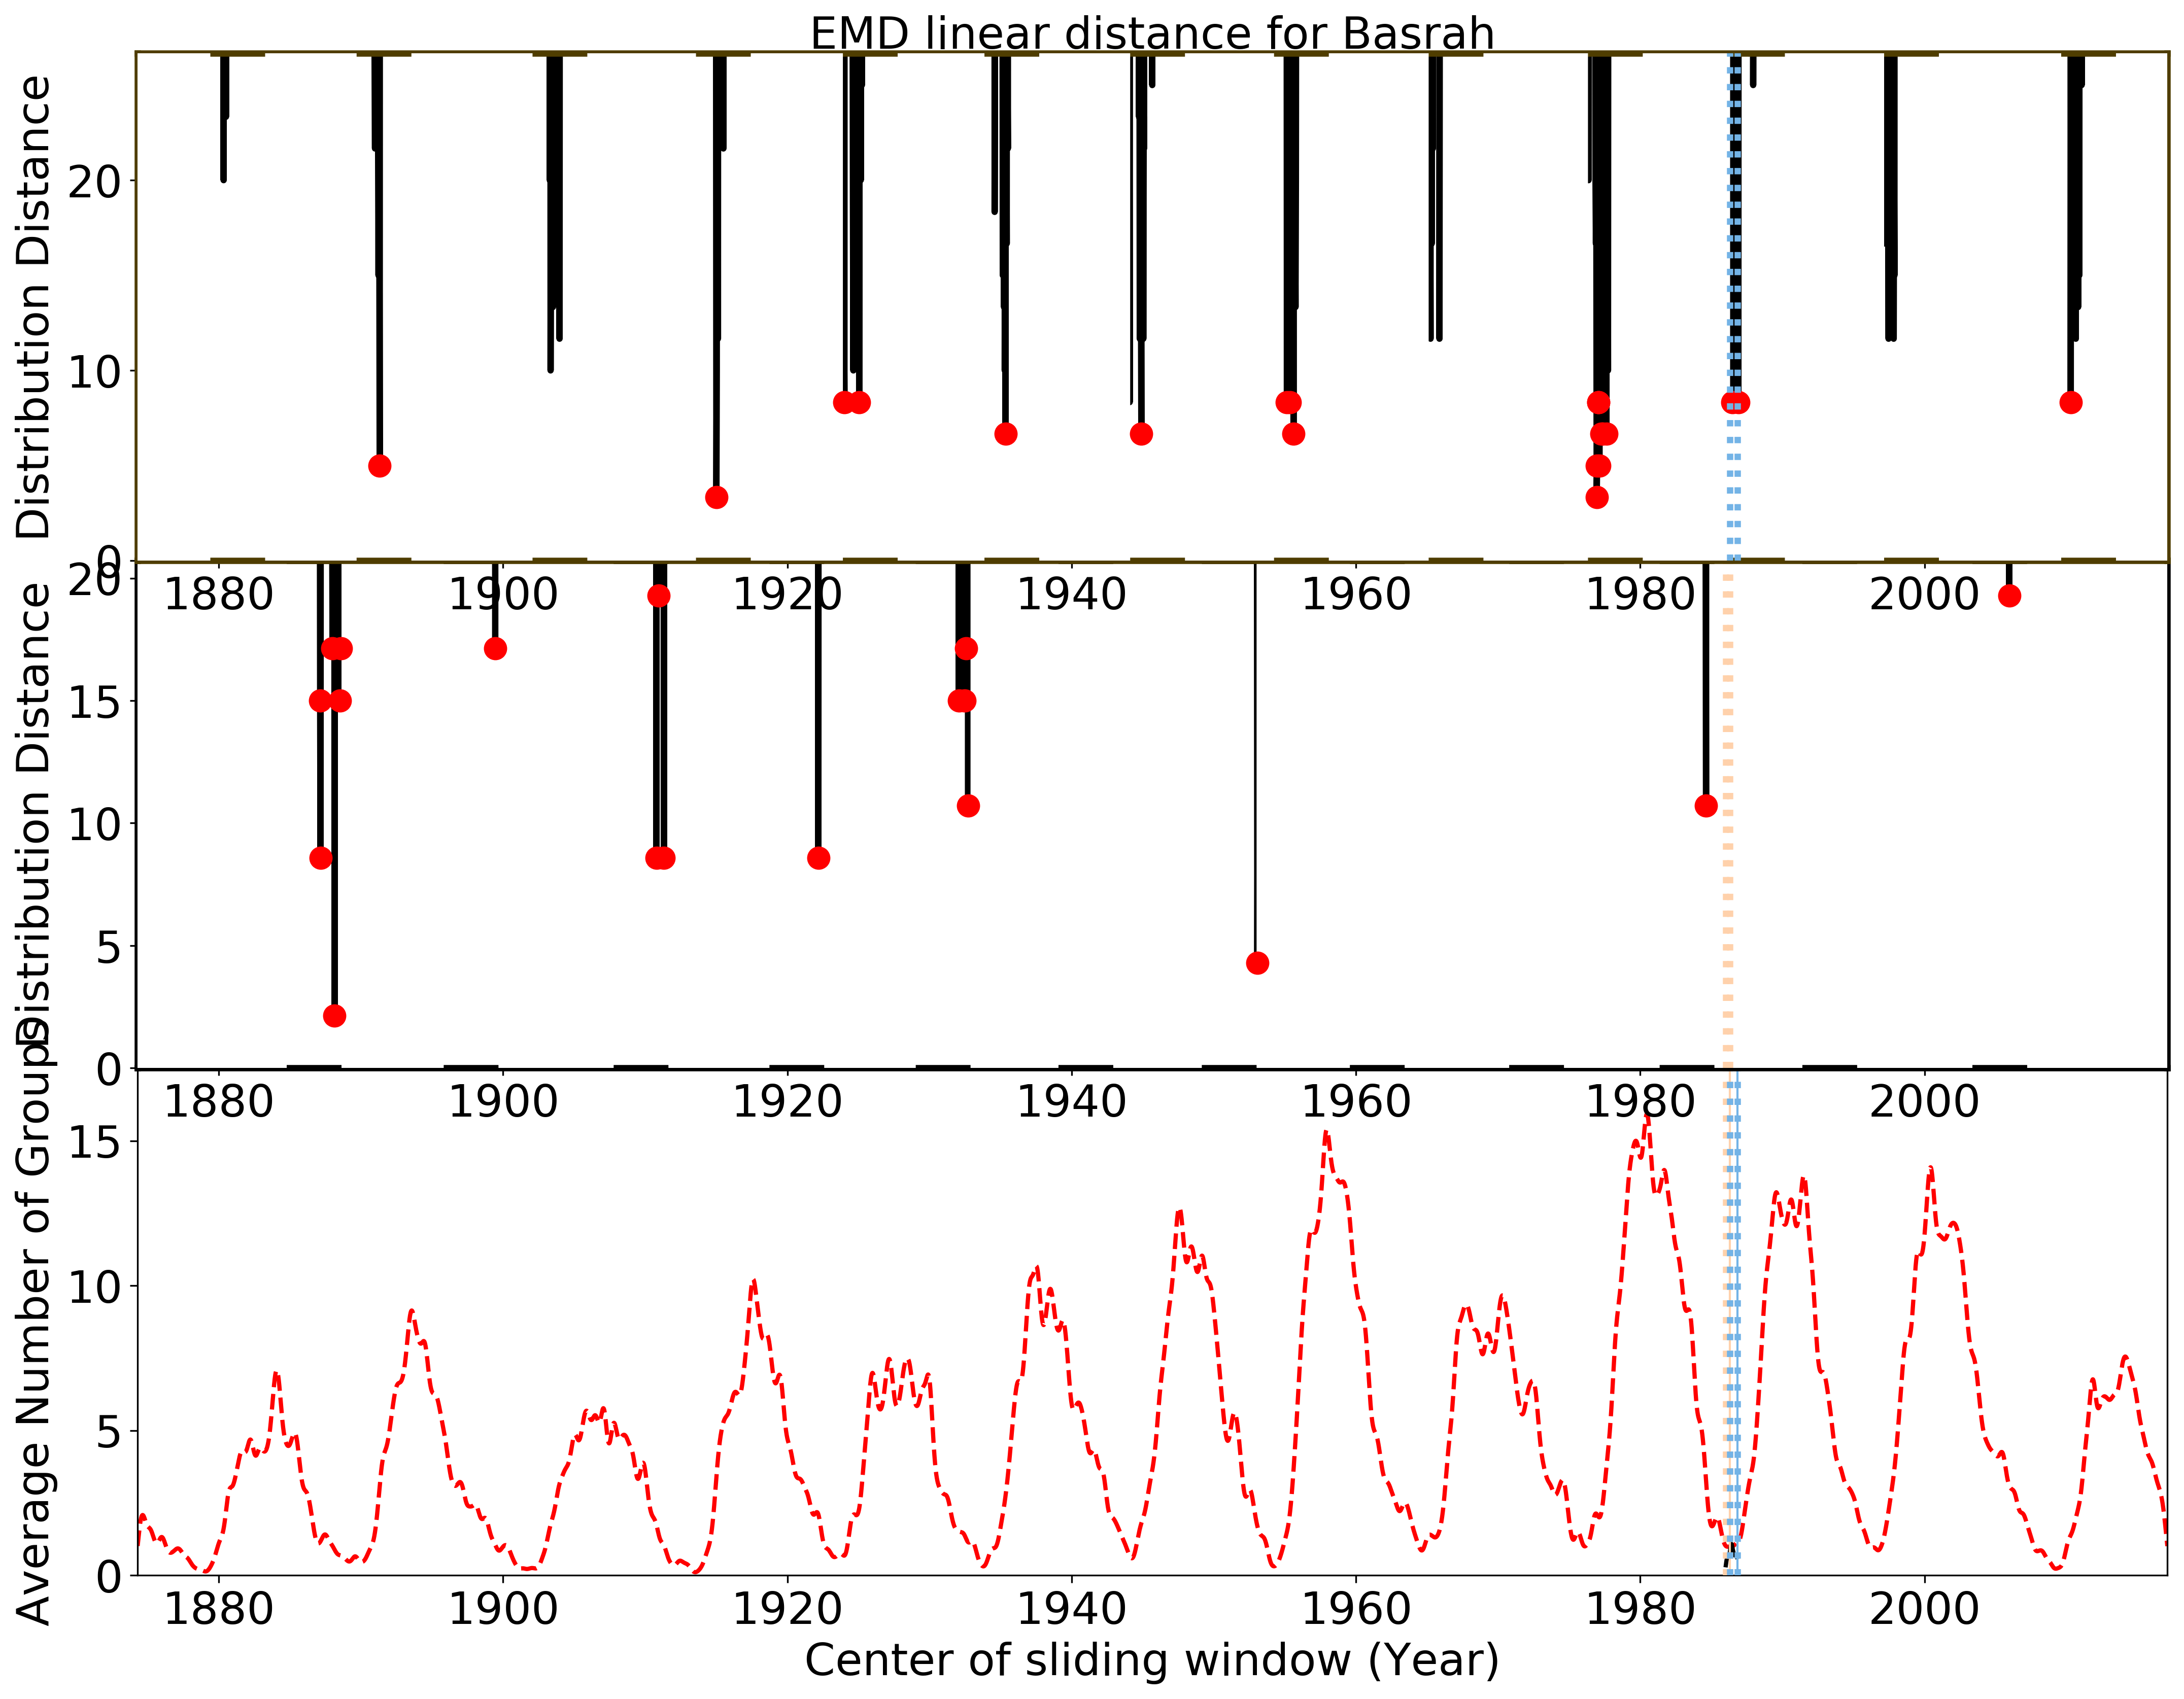 EMD linear distance for Basrah
Distribution Distance
20
10
0
1880 1900 1920 1940 1960 1980 2000
Distribution Distance
20
15
10
5
0
1880 1900 1920 1940 1960 1980 2000
Average Number of Groups
15
10
5
0
1880 1900 1920 1940 1960 1980 2000
Center of sliding window (Year)